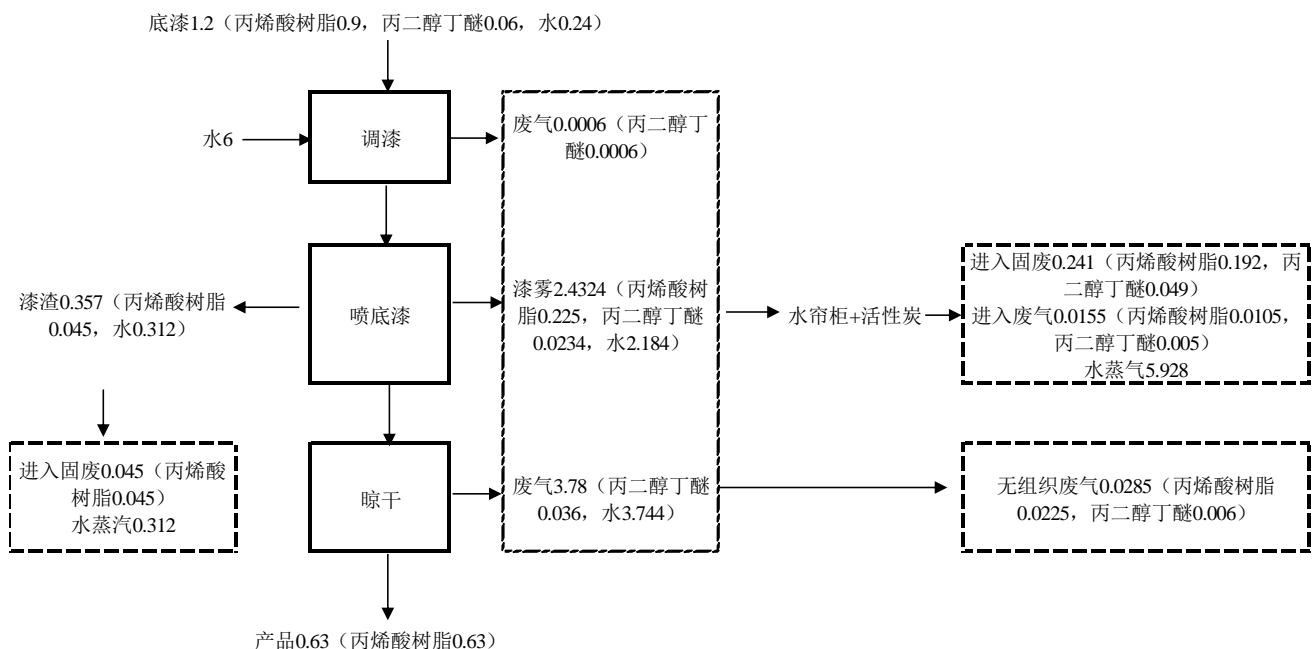 底漆1.2（丙烯酸树脂0.9，丙二醇丁醚0.06，水0.24）
水6
调漆
废气0.0006（丙二醇丁
醚0.0006）
漆渣0.357（丙烯酸树脂
0.045，水0.312）
喷底漆
漆雾2.4324（丙烯酸树
脂0.225，丙二醇丁醚
0.0234，水2.184）
水帘柜+活性炭
进入固废0.241（丙烯酸树脂0.192，丙
二醇丁醚0.049）
进入废气0.0155（丙烯酸树脂0.0105，
丙二醇丁醚0.005）
水蒸气5.928
进入固废0.045（丙烯酸
树脂0.045）
水蒸汽0.312
晾干
废气3.78（丙二醇丁醚
0.036，水3.744）
无组织废气0.0285（丙烯酸树脂
0.0225，丙二醇丁醚0.006）
产品0.63（丙烯酸树脂0.63）